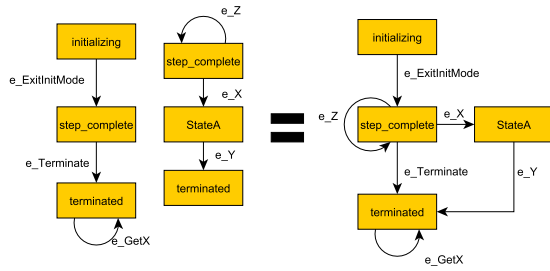 initializing
e_ExitInitMode
step_complete
e_Terminate
terminated
e_GetX
e_Z
step_complete
e_X
StateA
e_Y
terminated
initializing
e_ExitInitMode
e_Z
step_complete
e_X
StateA
e_Terminate
e_Y
terminated
e_GetX